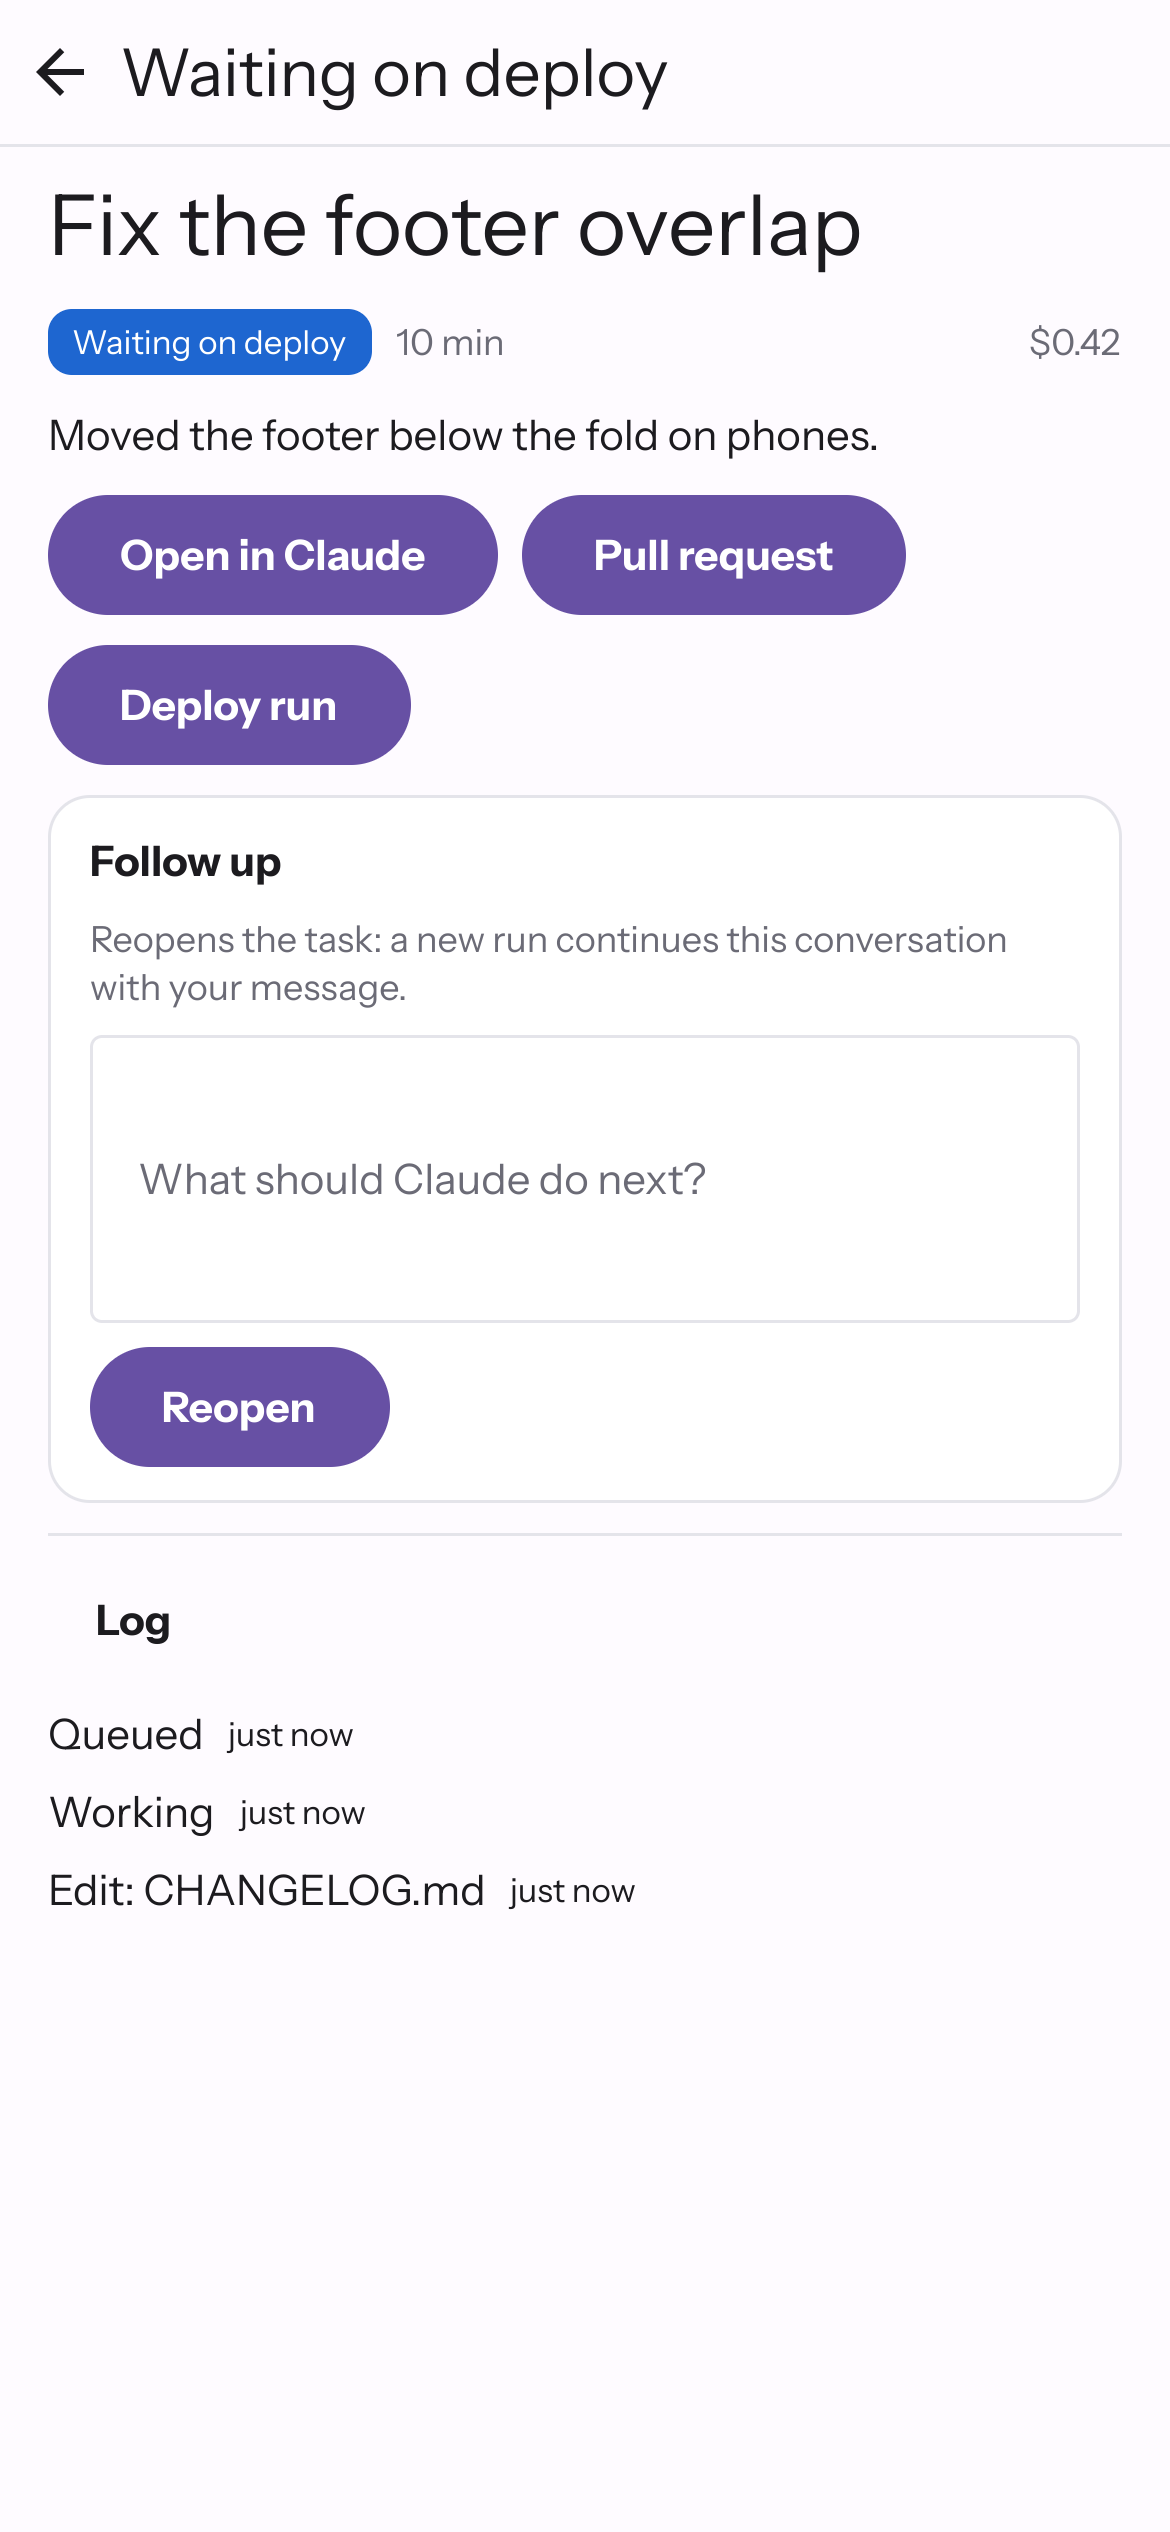 Waiting on deploy
Fix the footer overlap
Waiting on deploy 10 min $0.42
Moved the footer below the fold on phones.
Open in Claude Pull request
Deploy run
Follow up
Reopens the task: a new run continues this conversation
with your message.
What should Claude do next?
Reopen
Log
Queued just now
Working just now
Edit: CHANGELOG.md just now